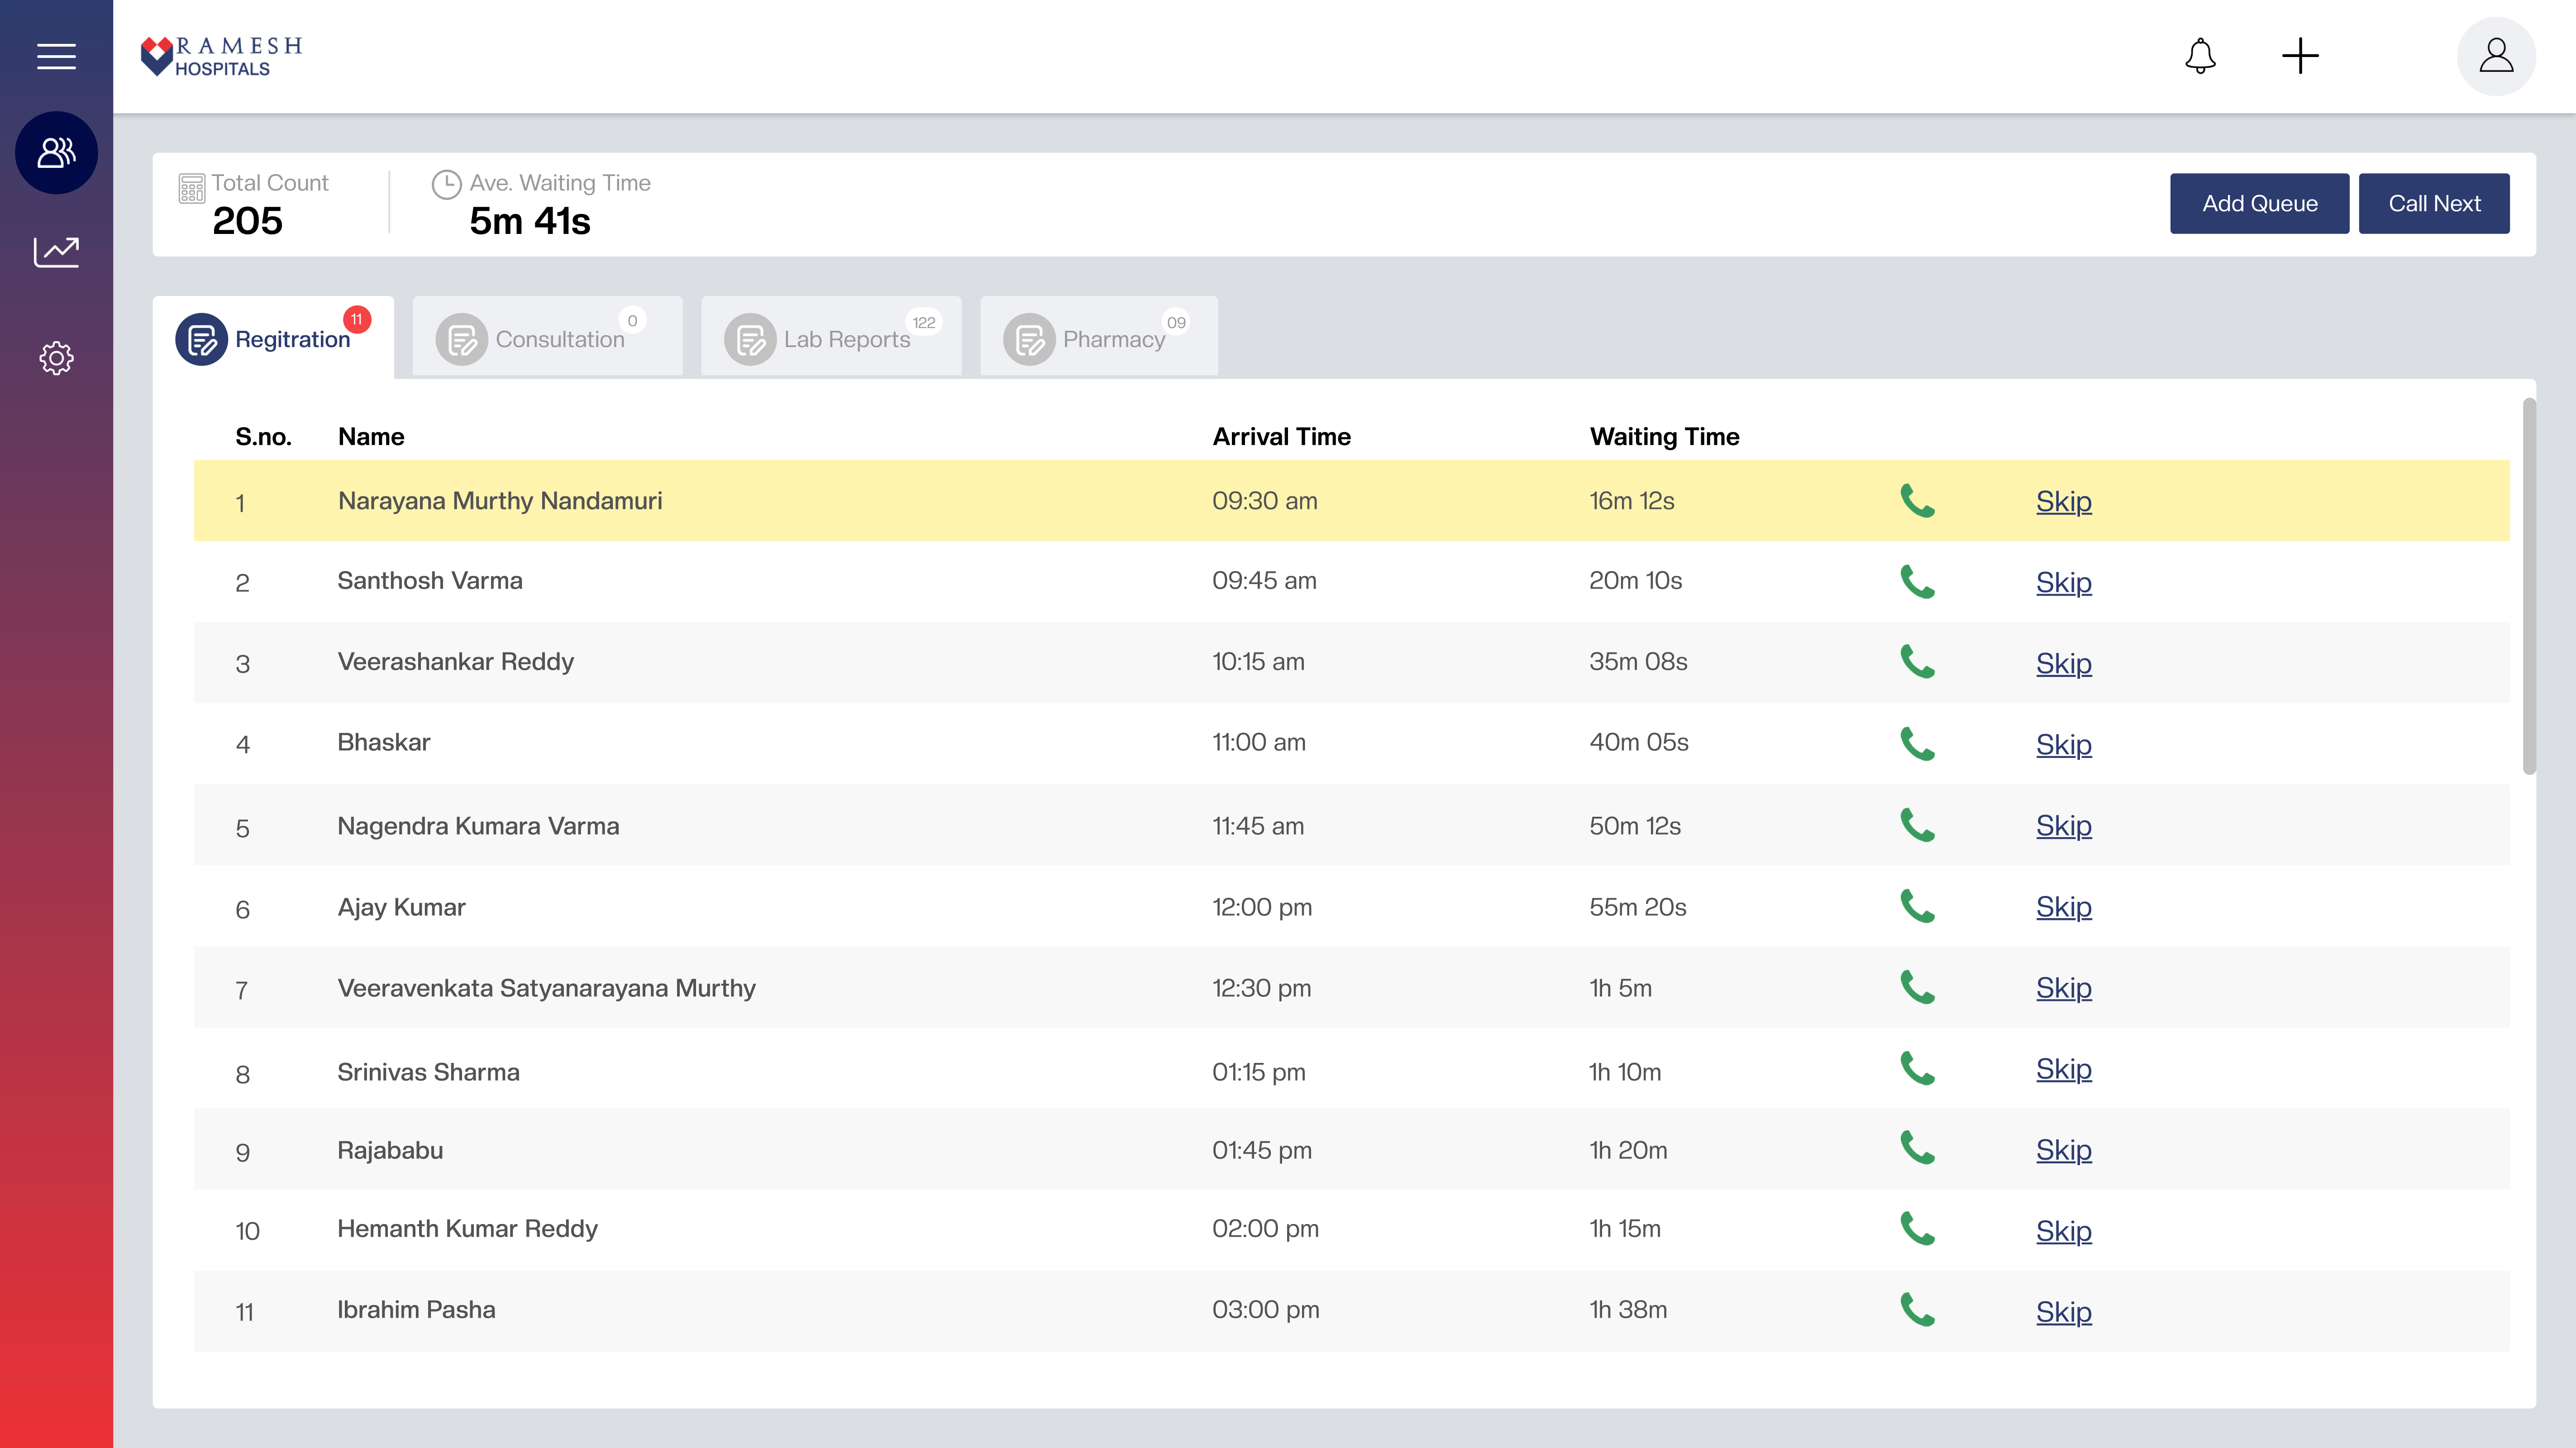 RAMESH
HOSPITALS
Total Count
205
Ave. Waiting Time
5m 41s
Add Queue
Call Next
Regitration 11
Consultation 0
Lab Reports 122
Pharmacy 09
S.no. Name Arrival Time Waiting Time
1 Narayana Murthy Nandamuri 09:30 am 16m 12s Skip
2 Santhosh Varma 09:45 am 20m 10s Skip
3 Veerashankar Reddy 10:15 am 35m 08s Skip
4 Bhaskar 11:00 am 40m 05s Skip
5 Nagendra Kumara Varma 11:45 am 50m 12s Skip
6 Ajay Kumar 12:00 pm 55m 20s Skip
7 Veeravenkata Satyanarayana Murthy 12:30 pm 1h 5m Skip
8 Srinivas Sharma 01:15 pm 1h 10m Skip
9 Rajababu 01:45 pm 1h 20m Skip
10 Hemanth Kumar Reddy 02:00 pm 1h 15m Skip
11 Ibrahim Pasha 03:00 pm 1h 38m Skip